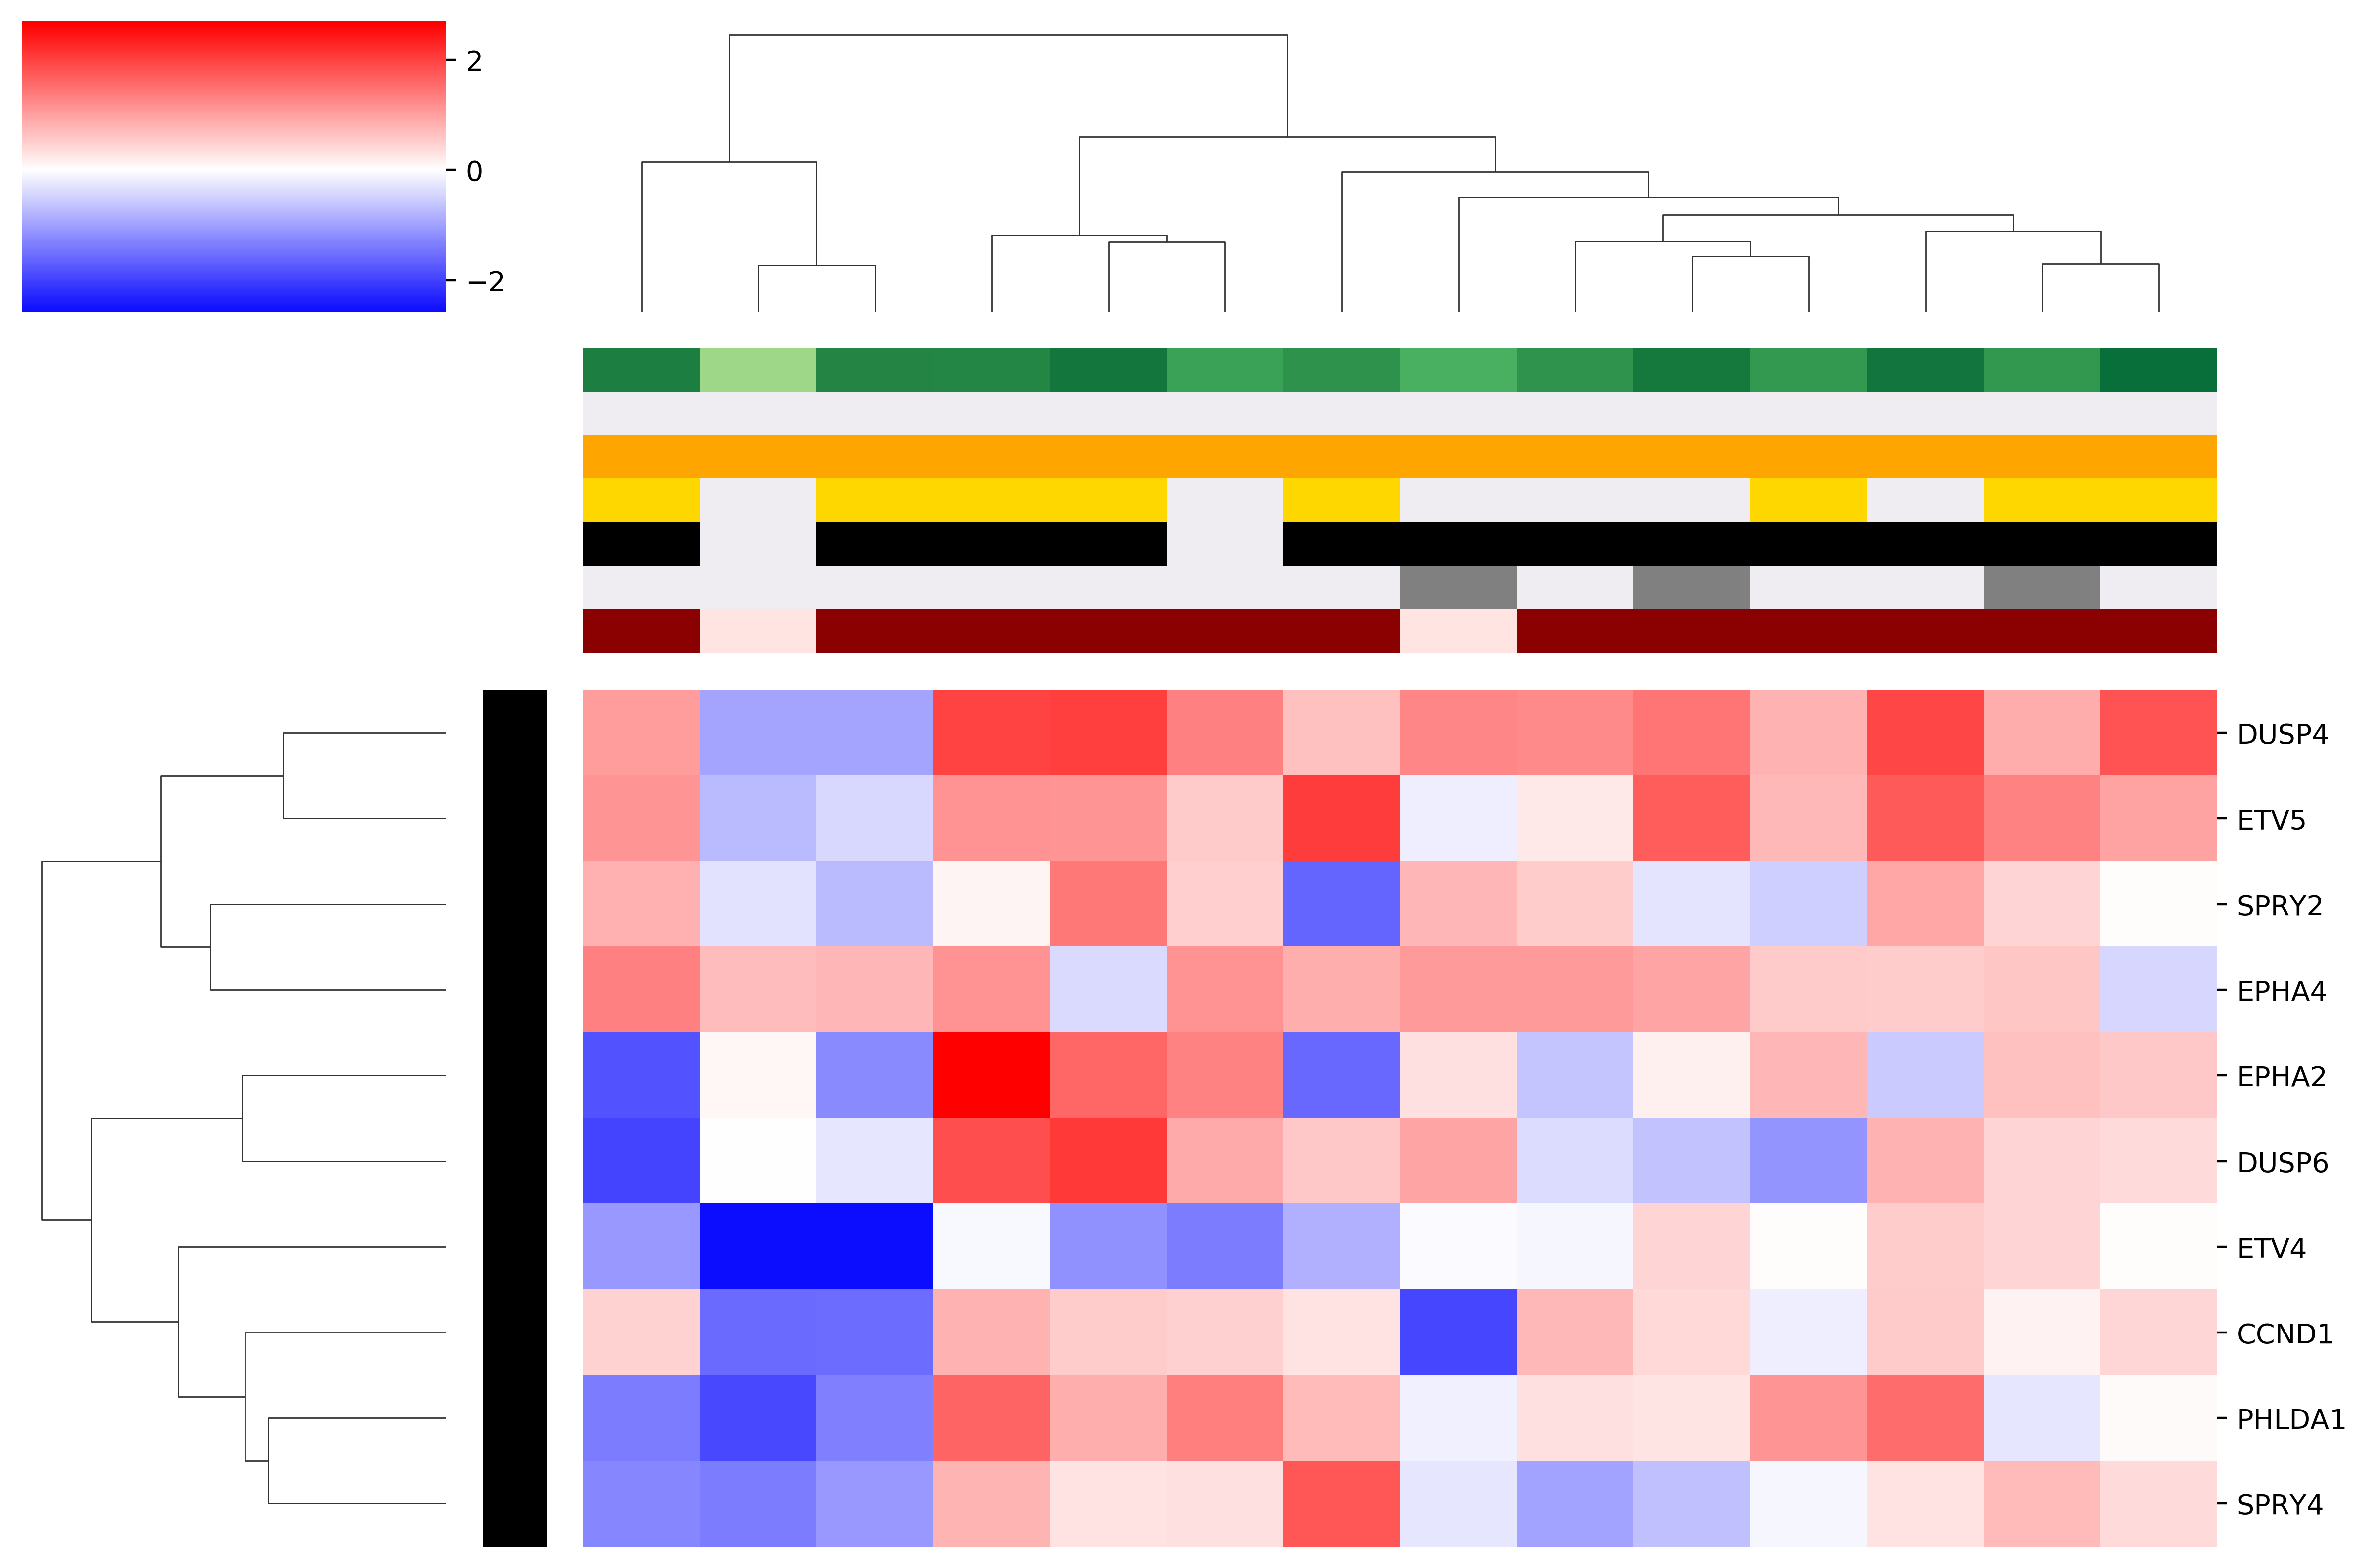 2
0
−2
DUSP4
ETV5
SPRY2
EPHA4
EPHA2
DUSP6
ETV4
CCND1
PHLDA1
SPRY4